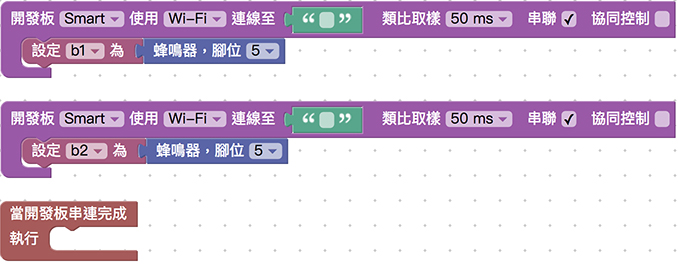 開發板 Smart 使用 Wi-Fi 連線至 “ ” 類比取樣 50 ms 串聯 ✓ 協同控制
設定 b1 為 蜂鳴器，腳位 5
開發板 Smart 使用 Wi-Fi 連線至 “ ” 類比取樣 50 ms 串聯 ✓ 協同控制
設定 b2 為 蜂鳴器，腳位 5
當開發板串連完成
執行